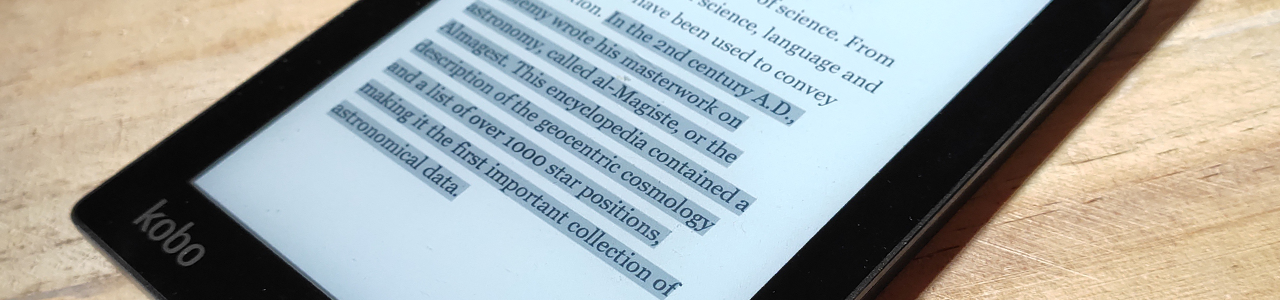 of science. From
science, language and
have been used to convey
In the 2nd century A.D.,
wrote his masterwork on
astronomy, called al-Magiste, or the
Almagest. This encyclopedia contained a
description of the geocentric cosmology
and a list of over 1000 star positions,
making it the first important collection of
astronomical data.
kobo